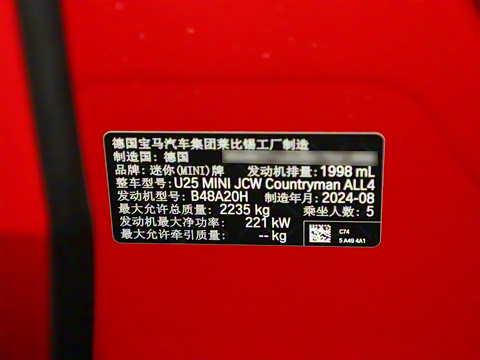 德国宝马汽车集团莱比锡工厂制造
制造国: 德国
品牌: 迷你(MINI)牌 发动机排量: 1998 mL
整车型号: U25 MINI JCW Countryman ALL4
发动机型号: B48A20H 制造年月: 2024-08
最大允许总质量: 2235 kg 乘坐人数: 5
发动机最大净功率: 221 kW
最大允许牵引质量: -- kg
C74
5 A49 4A1